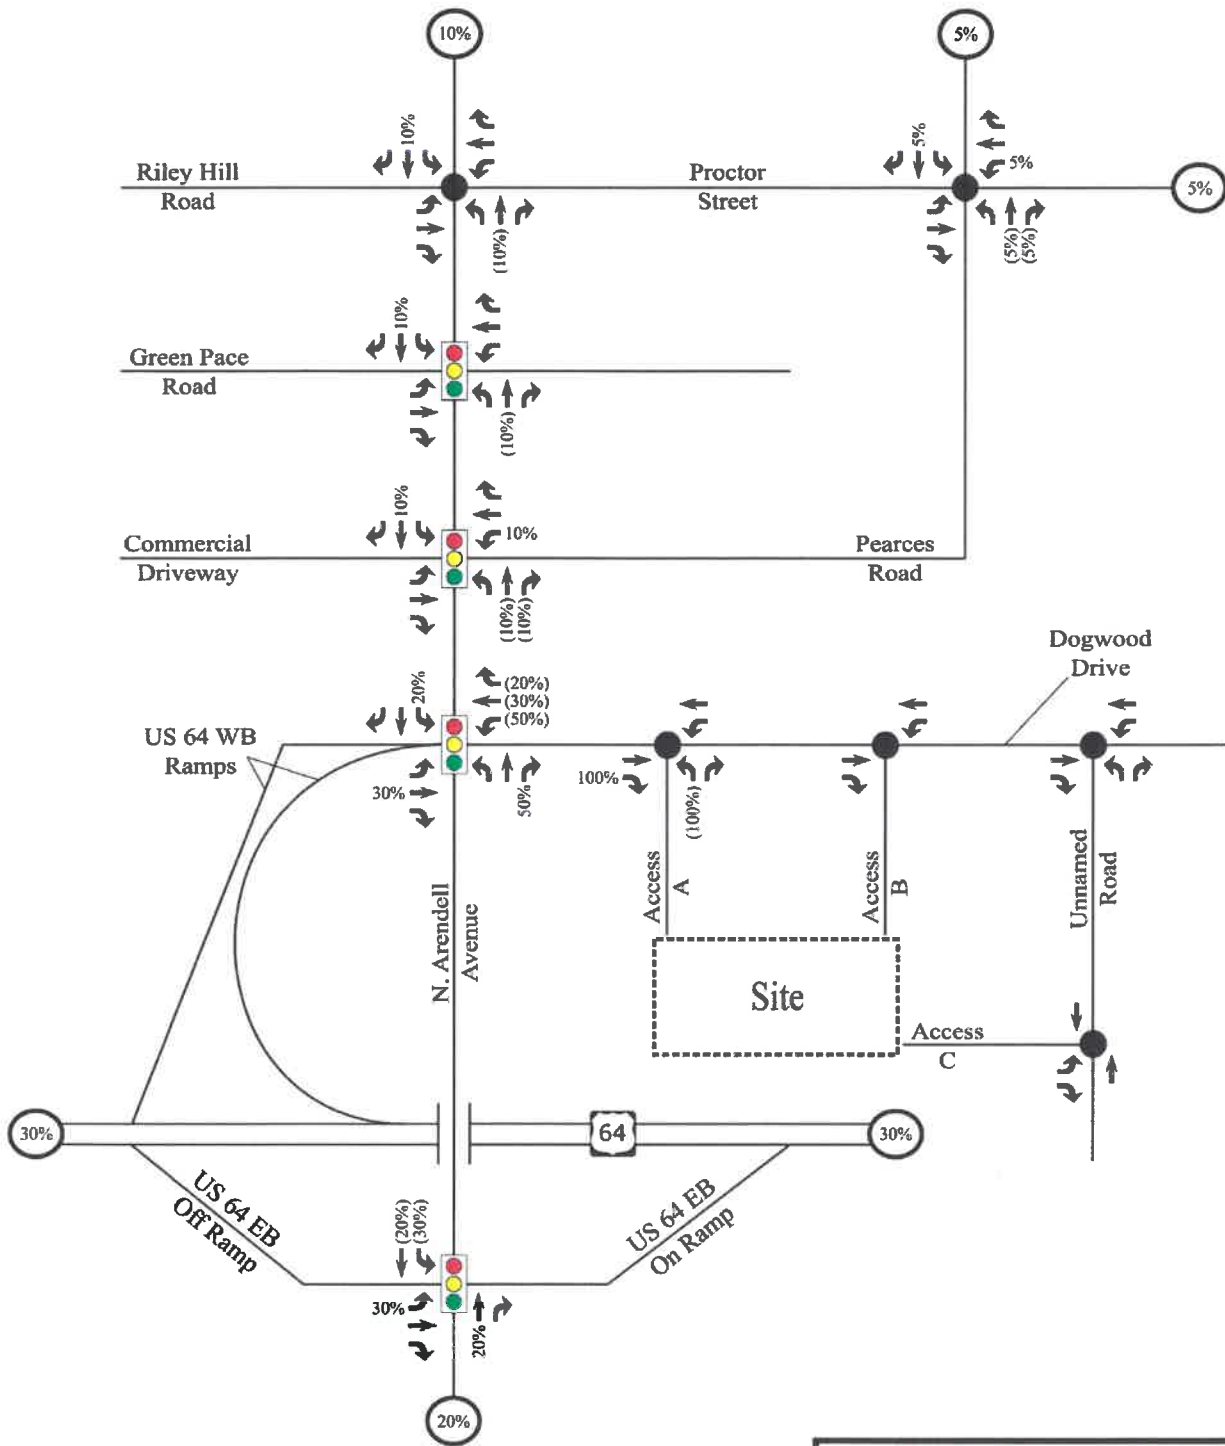 10%
5%
10%
5%
Riley Hill
Road
Proctor
Street
5%
5%
(10%)
(5%)
(5%)
10%
Green Pace
Road
(10%)
10%
Commercial
Driveway
10%
Pearces
Road
(10%)
(10%)
Dogwood
Drive
20%
(20%)
(30%)
(50%)
US 64 WB
Ramps
30%
50%
100%
(100%)
Access
A
Access
B
Unnamed
Road
N. Arendell
Avenue
Site
Access
C
30%
64
30%
US 64 EB
Off Ramp
(20%)
(30%)
US 64 EB
On Ramp
30%
20%
20%